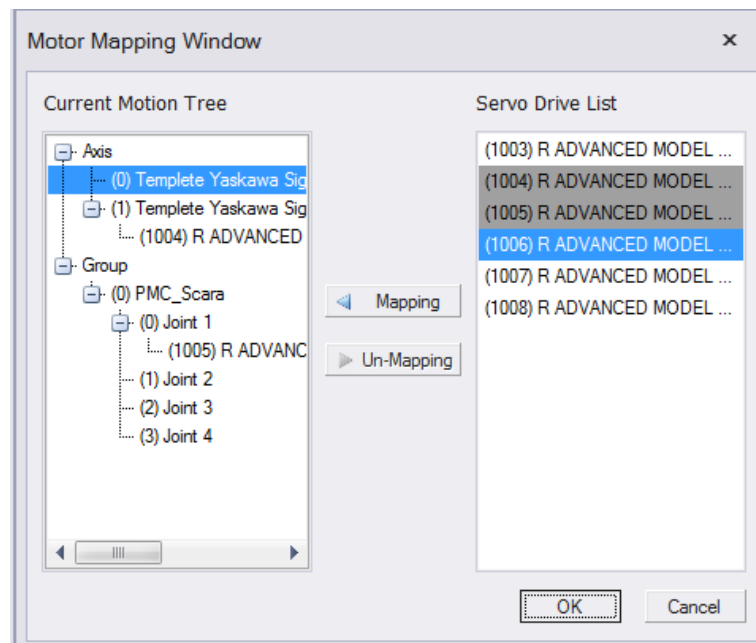 Motor Mapping Window
Current Motion Tree
Axis
(0) Templete Yaskawa Sig
(1) Templete Yaskawa Sig
(1004) R ADVANCED
Group
(0) PMC_Scara
(0) Joint 1
(1005) R ADVANC
(1) Joint 2
(2) Joint 3
(3) Joint 4
Mapping
Un-Mapping
Servo Drive List
(1003) R ADVANCED MODEL ...
(1004) R ADVANCED MODEL ...
(1005) R ADVANCED MODEL ...
(1006) R ADVANCED MODEL ...
(1007) R ADVANCED MODEL ...
(1008) R ADVANCED MODEL ...
OK
Cancel